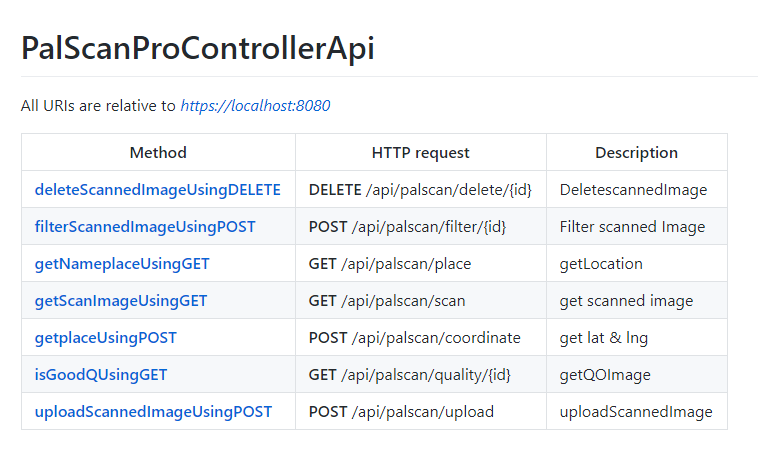 PalScanProControllerApi
All URIs are relative to https://localhost:8080
Method HTTP request Description
deleteScannedImageUsingDELETE DELETE /api/palscan/delete/{id} DeletescannedImage
filterScannedImageUsingPOST POST /api/palscan/filter/{id} Filter scanned Image
getNameplaceUsingGET GET /api/palscan/place getLocation
getScanImageUsingGET GET /api/palscan/scan get scanned image
getplaceUsingPOST POST /api/palscan/coordinate get lat & lng
isGoodQUsingGET GET /api/palscan/quality/{id} getQOImage
uploadScannedImageUsingPOST POST /api/palscan/upload uploadScannedImage